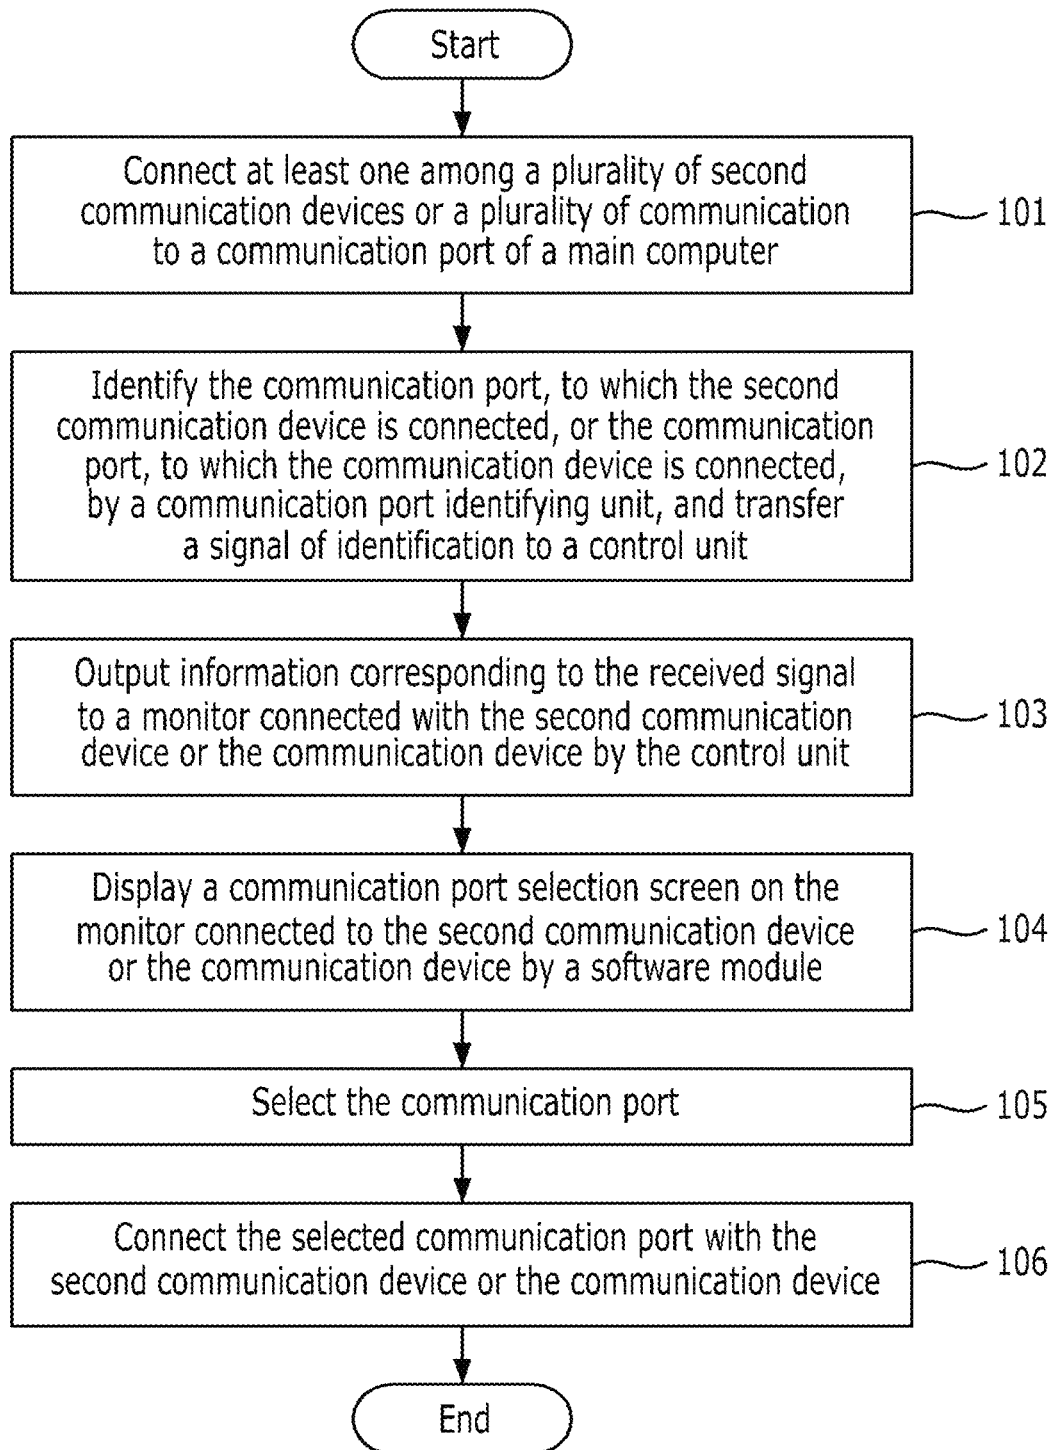 Start
Connect at least one among a plurality of second
communication devices or a plurality of communication
to a communication port of a main computer
101
Identify the communication port, to which the second
communication device is connected, or the communication
port, to which the communication device is connected,
by a communication port identifying unit, and transfer
a signal of identification to a control unit
102
Output information corresponding to the received signal
to a monitor connected with the second communication
device or the communication device by the control unit
103
Display a communication port selection screen on the
monitor connected to the second communication device
or the communication device by a software module
104
Select the communication port
105
Connect the selected communication port with the
second communication device or the communication device
106
End